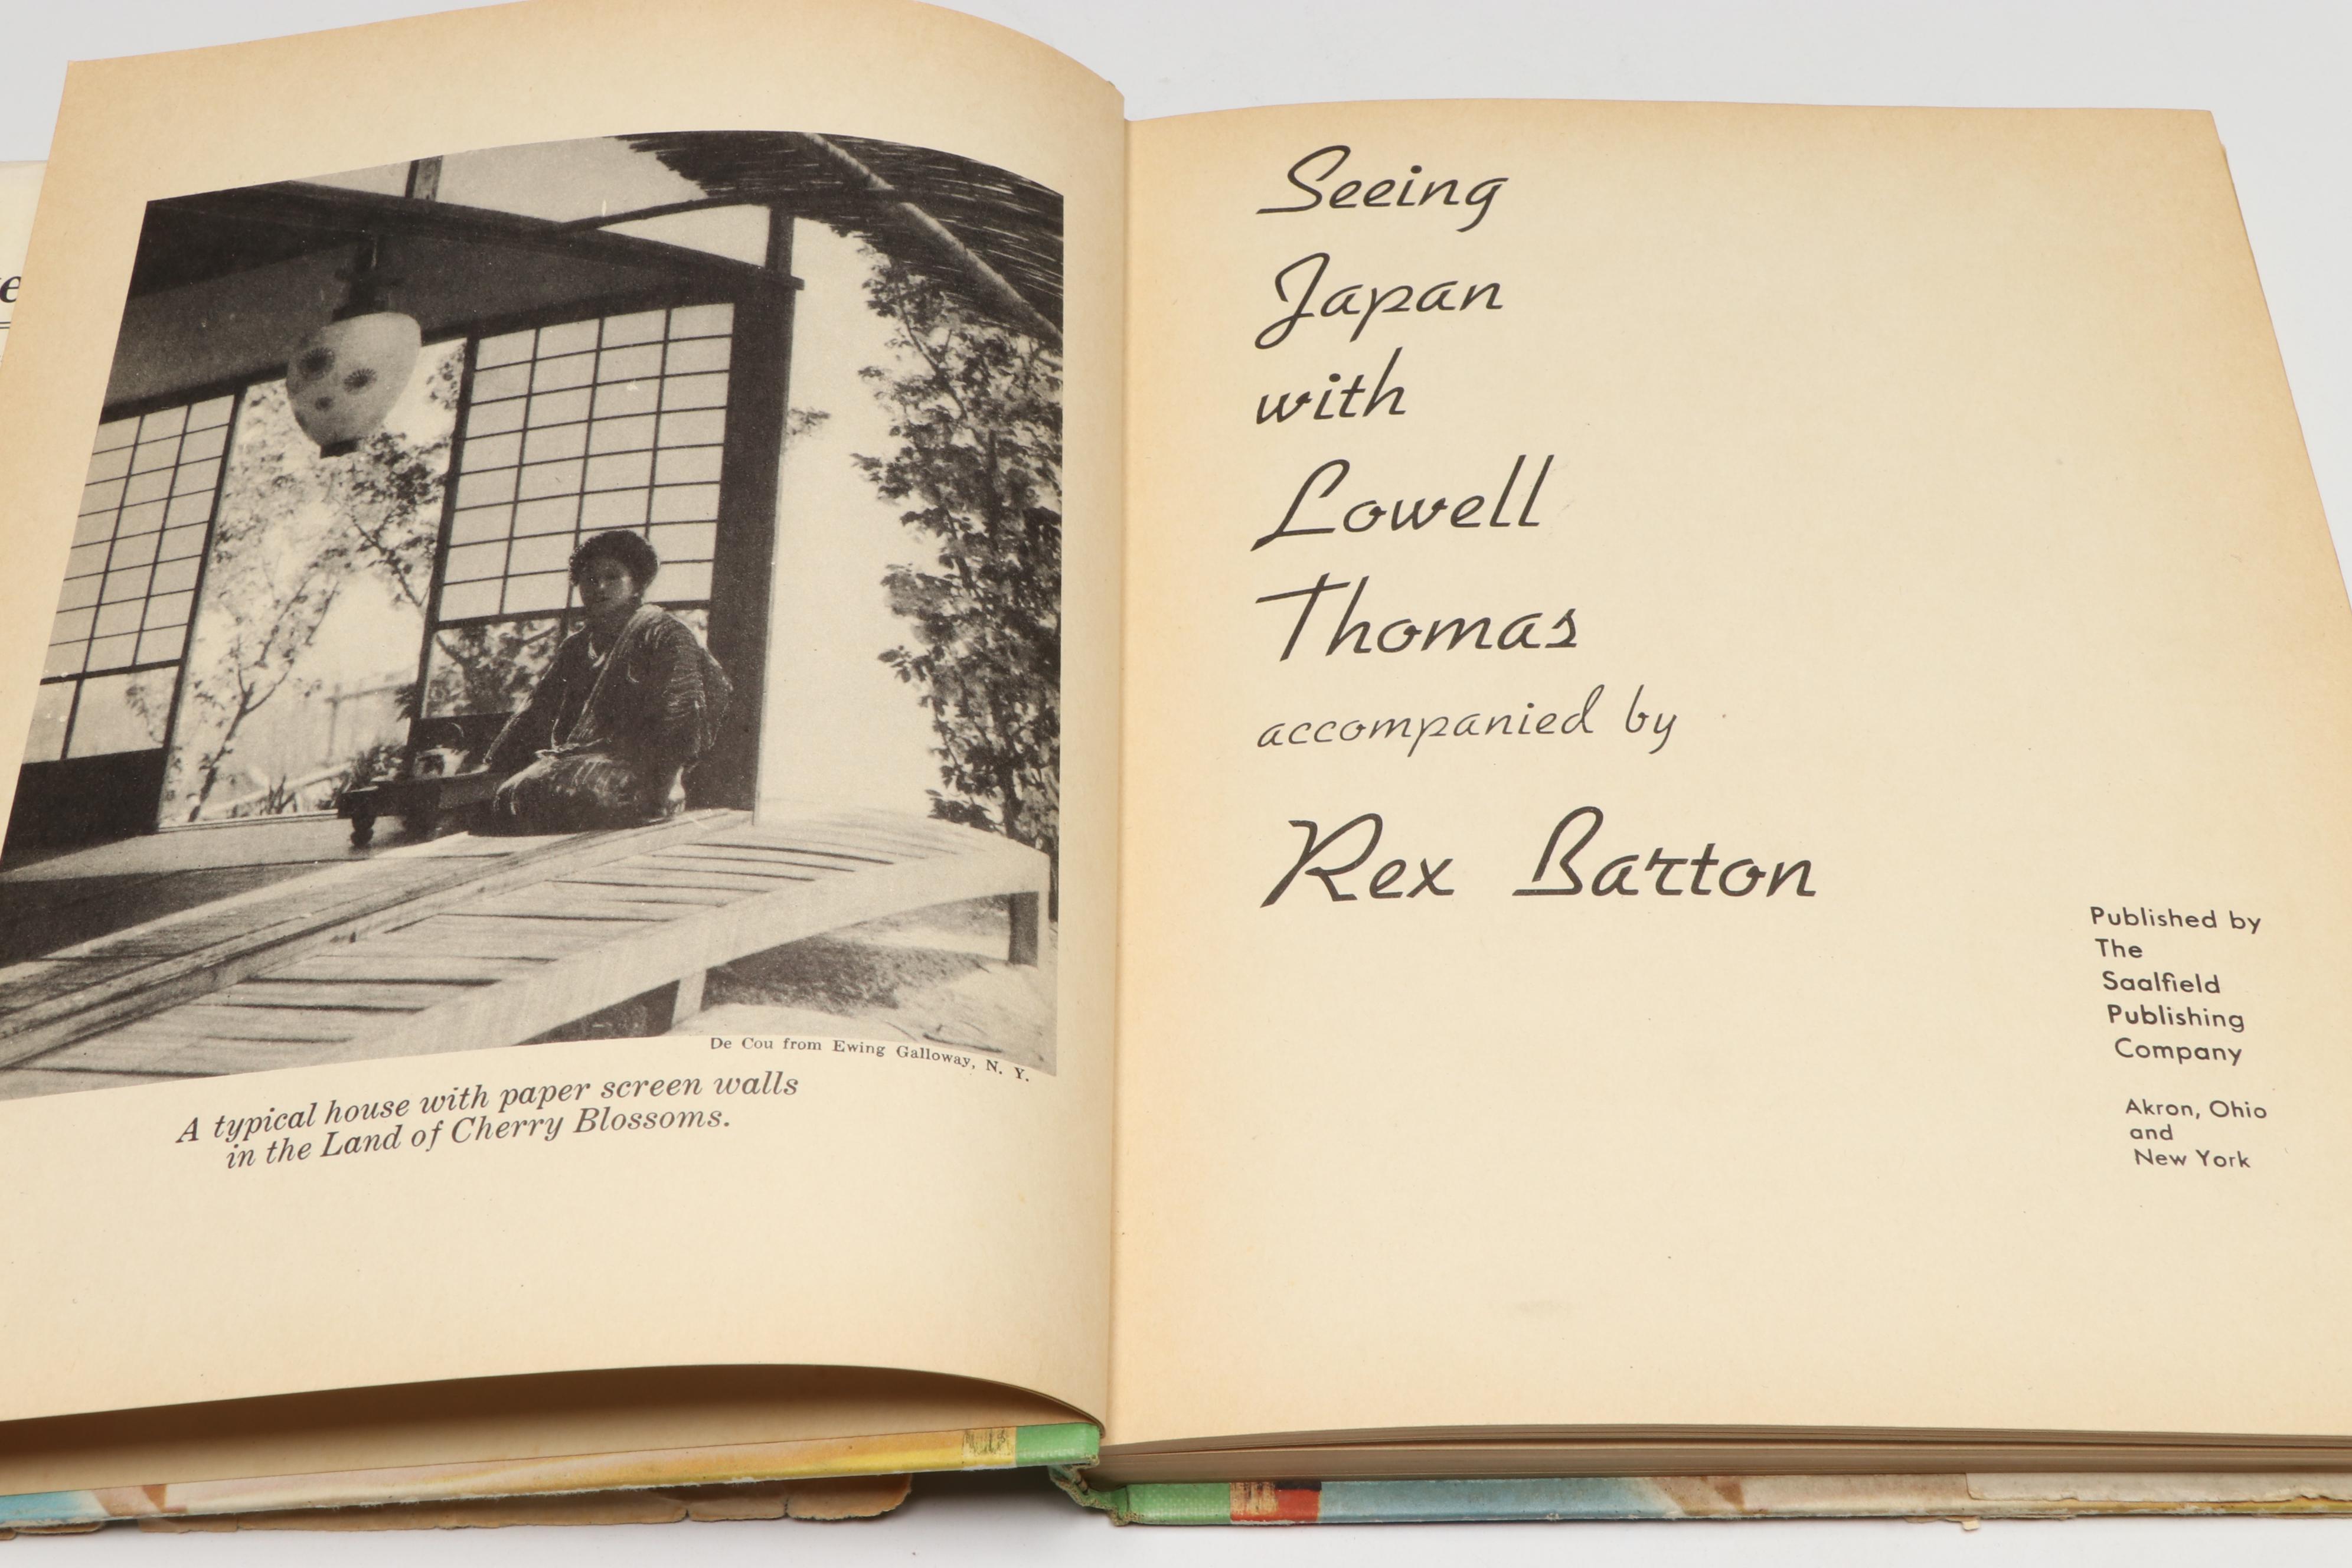 De Cou from Ewing Galloway, N. Y.
A typical house with paper screen walls
in the Land of Cherry Blossoms.
Seeing
Japan
with
Lowell
Thomas
accompanied by
Rex Barton
Published by
The
Saalfield
Publishing
Company
Akron, Ohio
and
New York